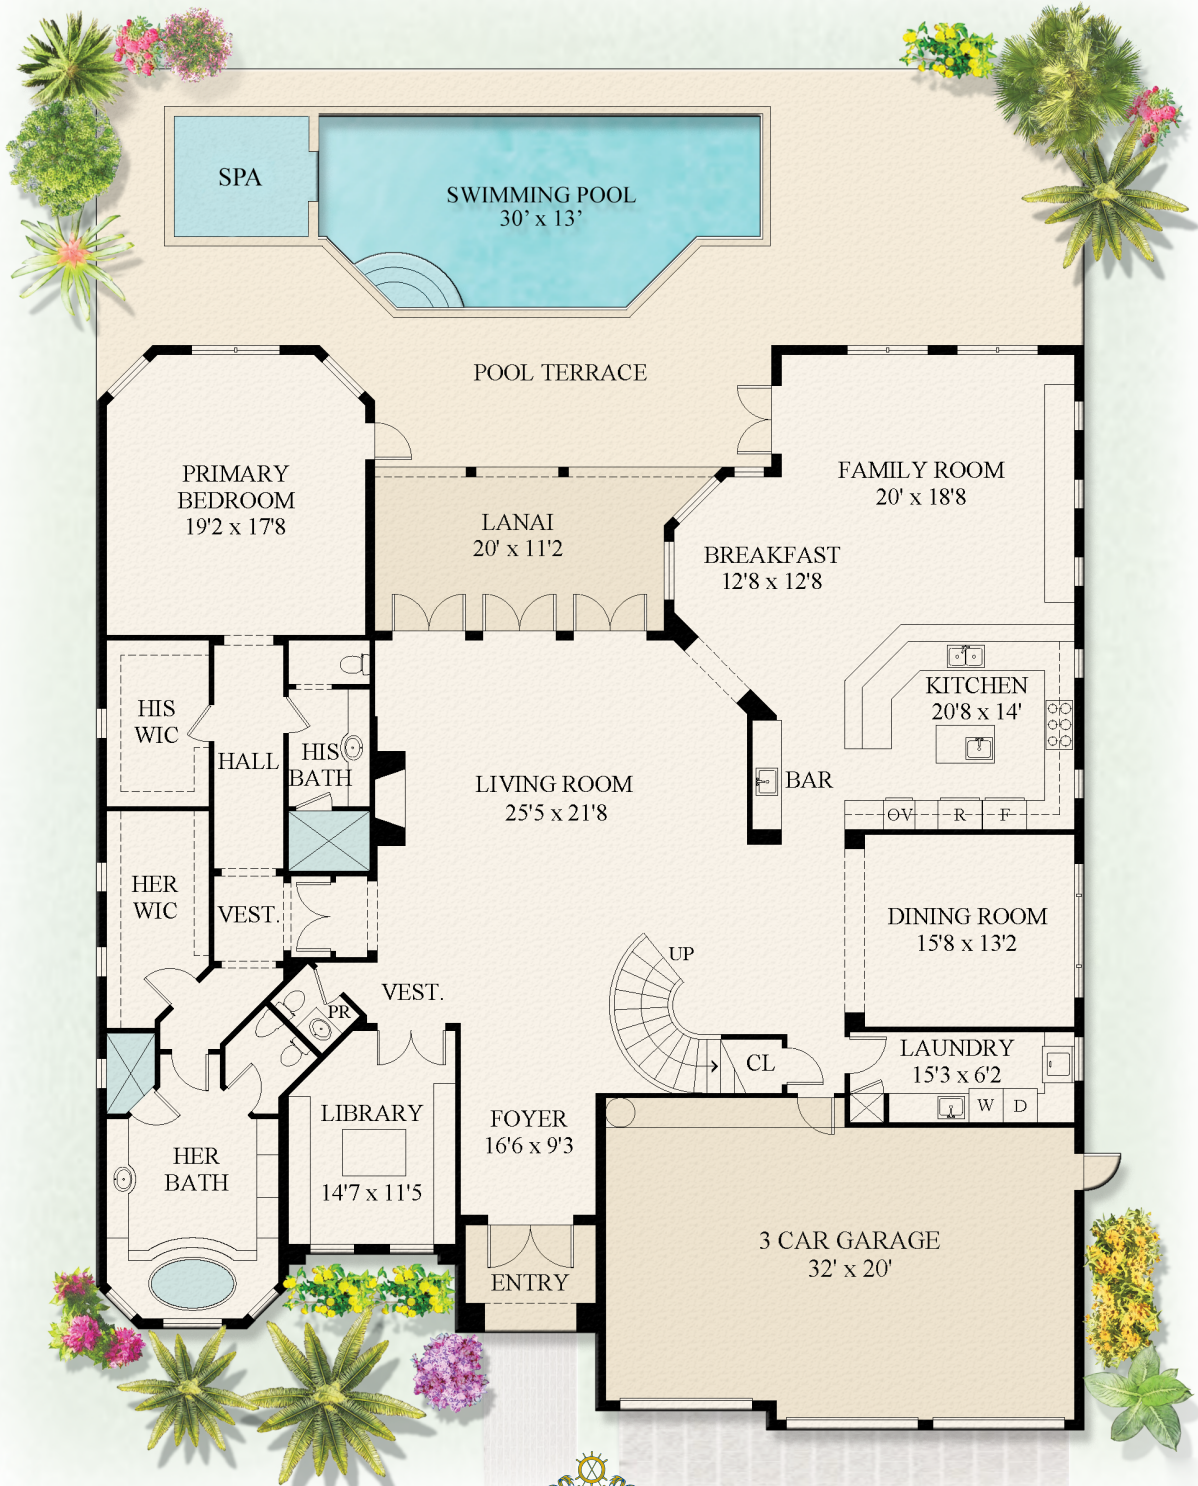 SPA
SWIMMING POOL
30' x 13'
POOL TERRACE
PRIMARY
BEDROOM
19'2 x 17'8
LANAI
20' x 11'2
FAMILY ROOM
20' x 18'8
BREAKFAST
12'8 x 12'8
HIS
WIC
HALL
HIS
BATH
LIVING ROOM
25'5 x 21'8
KITCHEN
20'8 x 14'
BAR
OV
R
F
HER
WIC
VEST.
DINING ROOM
15'8 x 13'2
UP
VEST.
PR
CL
LAUNDRY
15'3 x 6'2
W
D
LIBRARY
14'7 x 11'5
FOYER
16'6 x 9'3
HER
BATH
ENTRY
3 CAR GARAGE
32' x 20'